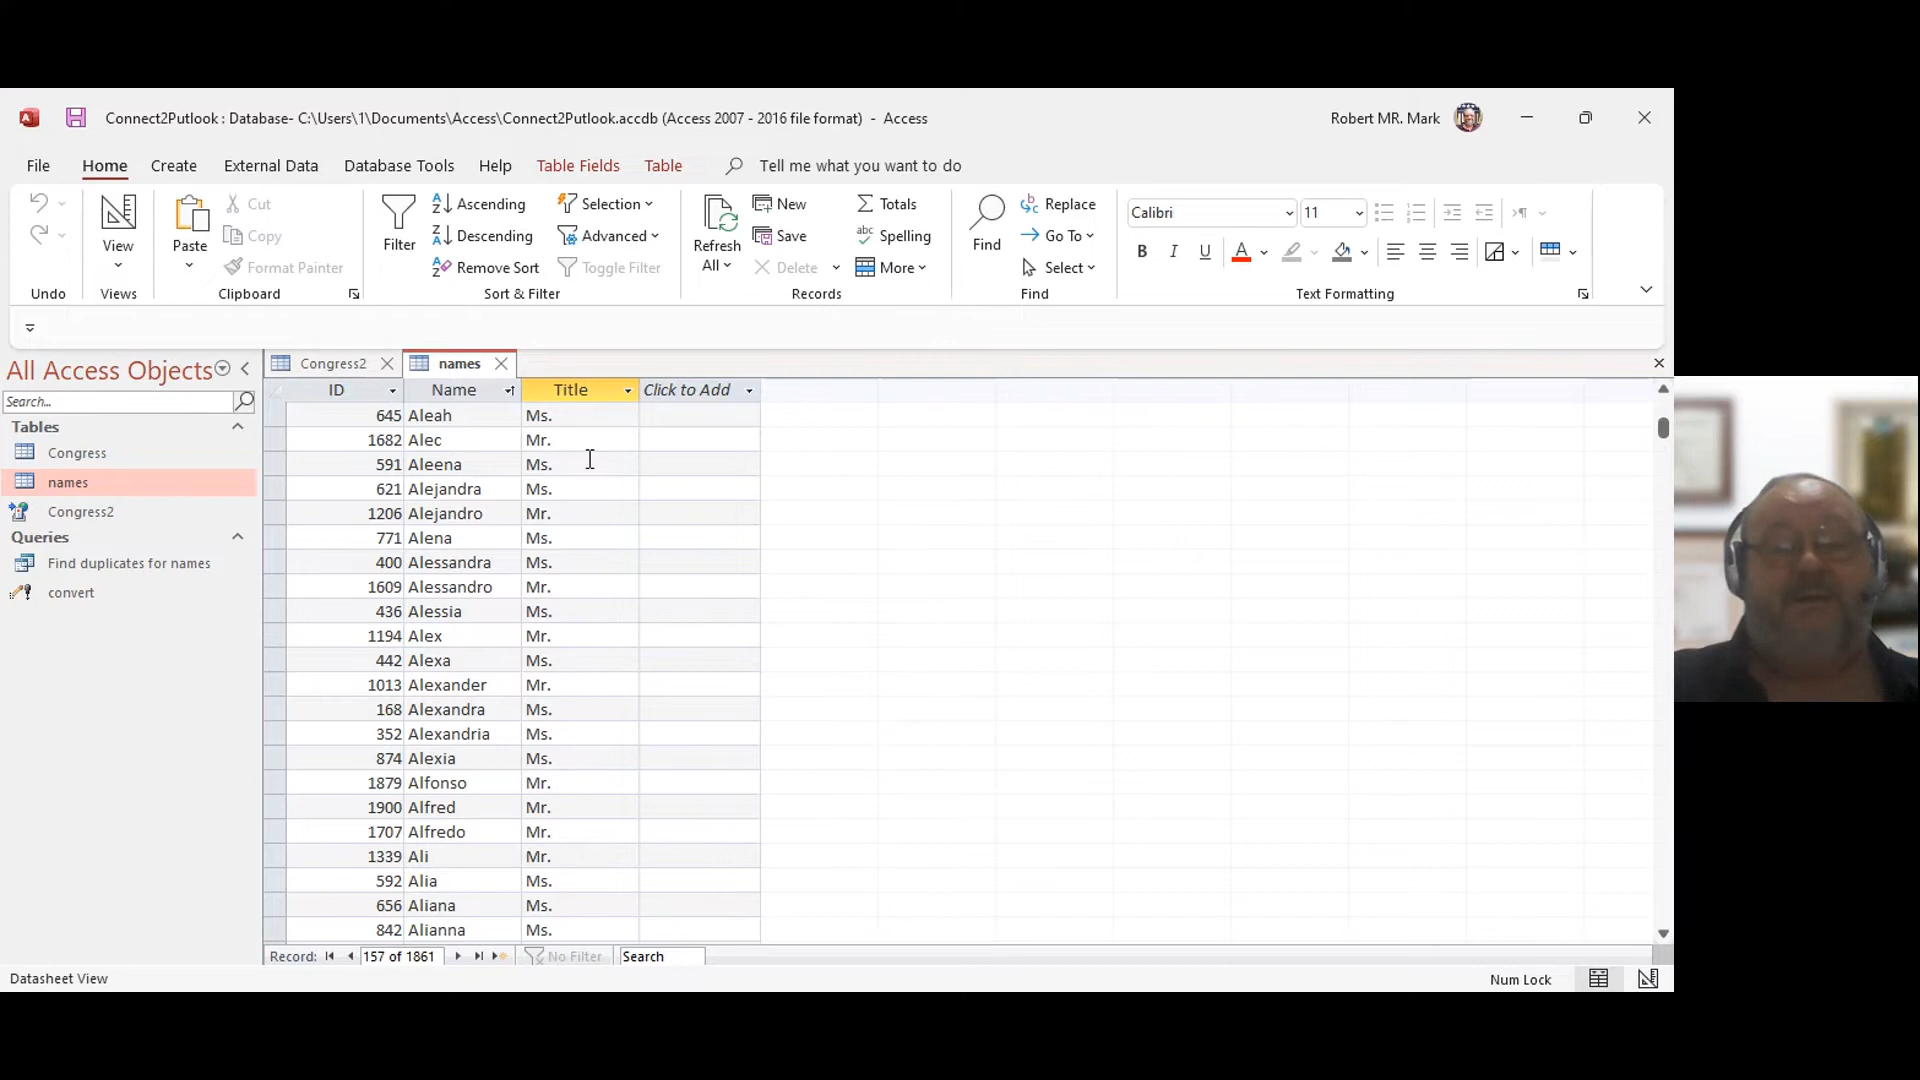 Connect2Putlook : Database- C:\Users\1\Documents\Access\Connect2Putlook.accdb (Access 2007 - 2016 file format) - Access
Robert MR. Mark
File Home Create External Data Database Tools Help Table Fields Table Tell me what you want to do
View
Paste
Cut
Copy
Format Painter
Filter
Ascending
Descending
Remove Sort
Selection
Advanced
Toggle Filter
Refresh
All
New
Save
Delete
Totals
Spelling
More
Find
Replace
Go To
Select
Calibri 11
B I U A
Undo Views Clipboard Sort & Filter Records Find Text Formatting
All Access Objects
Search...
Tables
Congress
names
Congress2
Queries
Find duplicates for names
convert
Congress2 names
ID Name Title Click to Add
645 Aleah Ms.
1682 Alec Mr.
591 Aleena Ms.
621 Alejandra Ms.
1206 Alejandro Mr.
771 Alena Ms.
400 Alessandra Ms.
1609 Alessandro Mr.
436 Alessia Ms.
1194 Alex Mr.
442 Alexa Ms.
1013 Alexander Mr.
168 Alexandra Ms.
352 Alexandria Ms.
874 Alexia Ms.
1879 Alfonso Mr.
1900 Alfred Mr.
1707 Alfredo Mr.
1339 Ali Mr.
592 Alia Ms.
656 Aliana Ms.
842 Alianna Ms.
Record: 157 of 1861 No Filter Search
Datasheet View
Num Lock